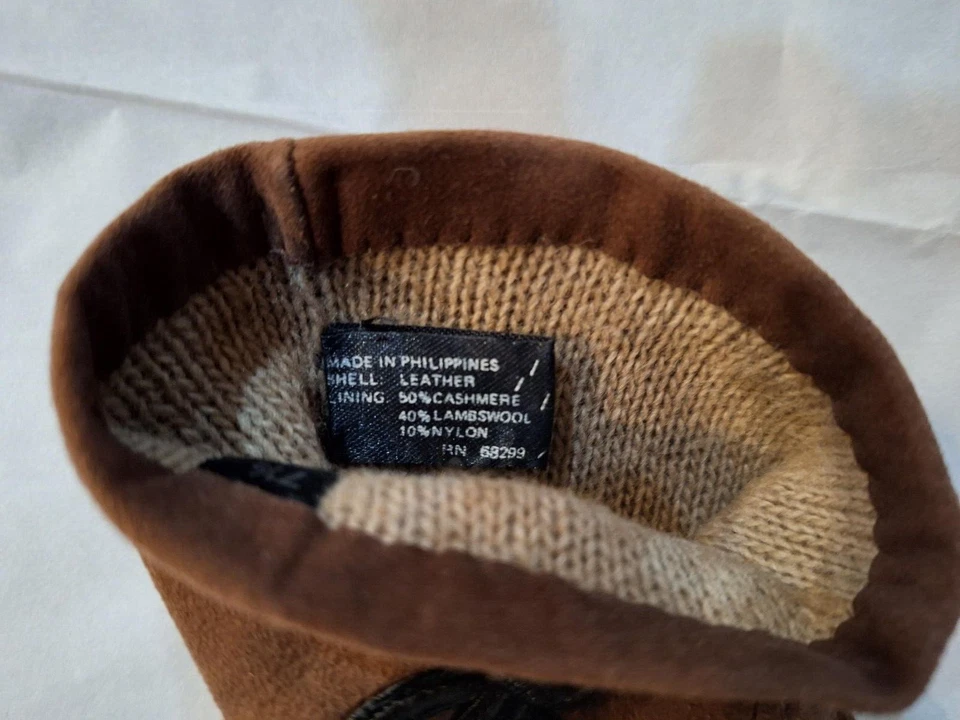 MADE IN PHILIPPINES
SHELL: LEATHER
LINING 50%CASHMERE
40%LAMBSWOOL
10%NYLON
RN 68299